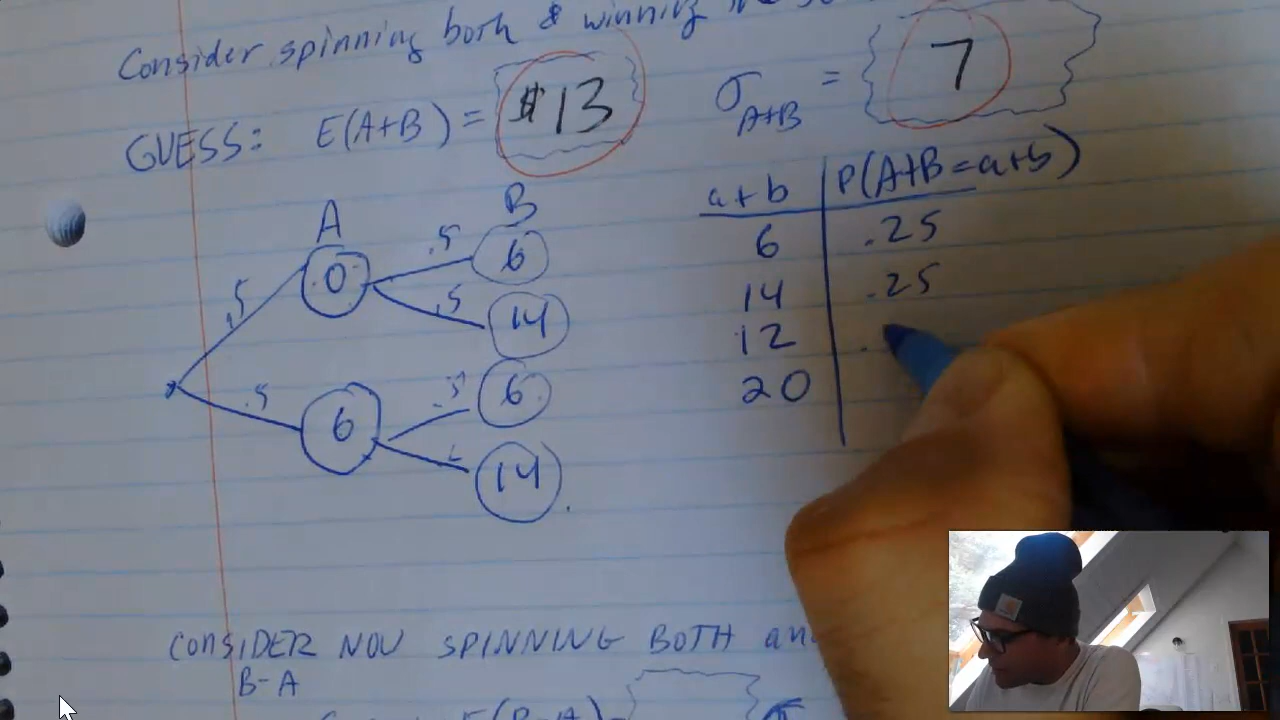 Consider spinning both & winning
GUESS: E(A+B) = $13 σ A+B = 7
A B
a+b P(A+B=a+b)
.5 0 .5 6
6 .25
.5 14
14 .25
12 .
.5 6 .5 6
20
14
CONSIDER NOW SPINNING BOTH an
B-A
E(B-A)= σ